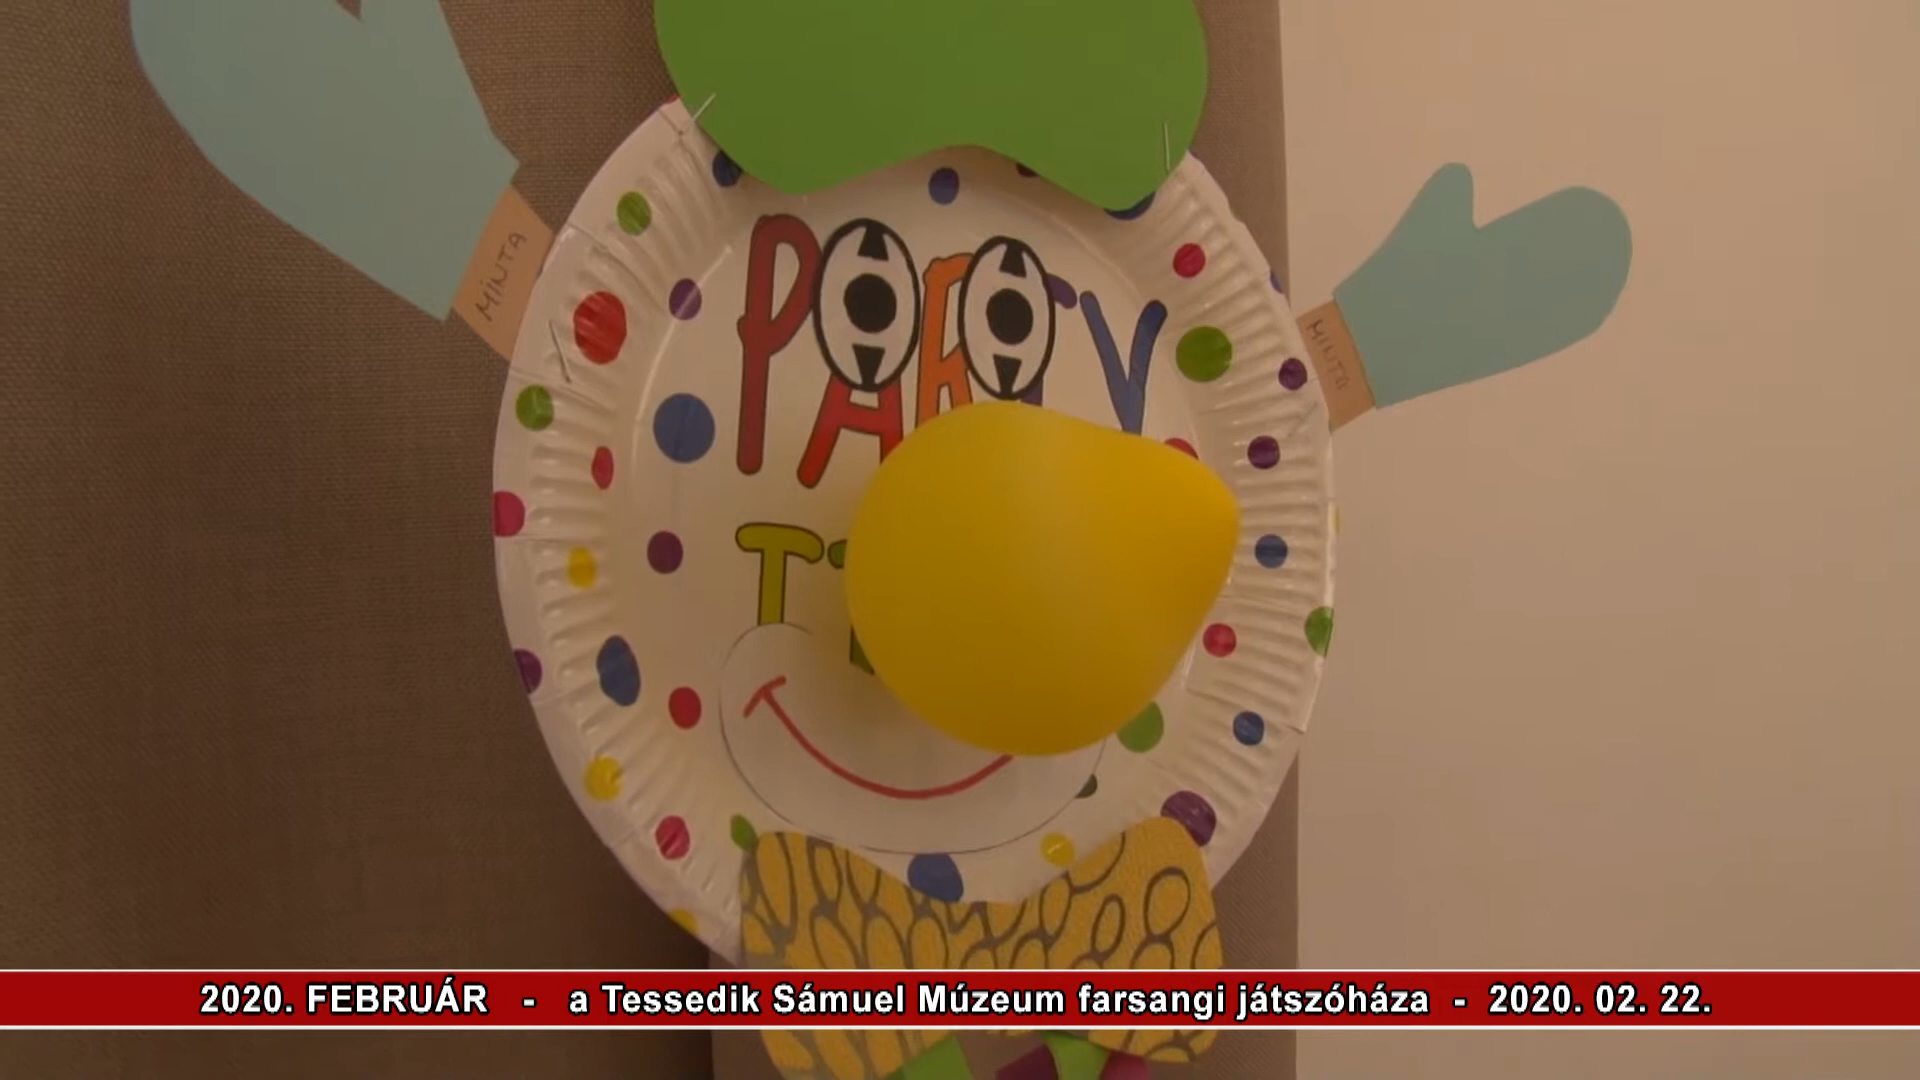 MINTA
MINTA
PARTY
2020. FEBRUÁR - a Tessedik Sámuel Múzeum farsangi játszóháza - 2020. 02. 22.